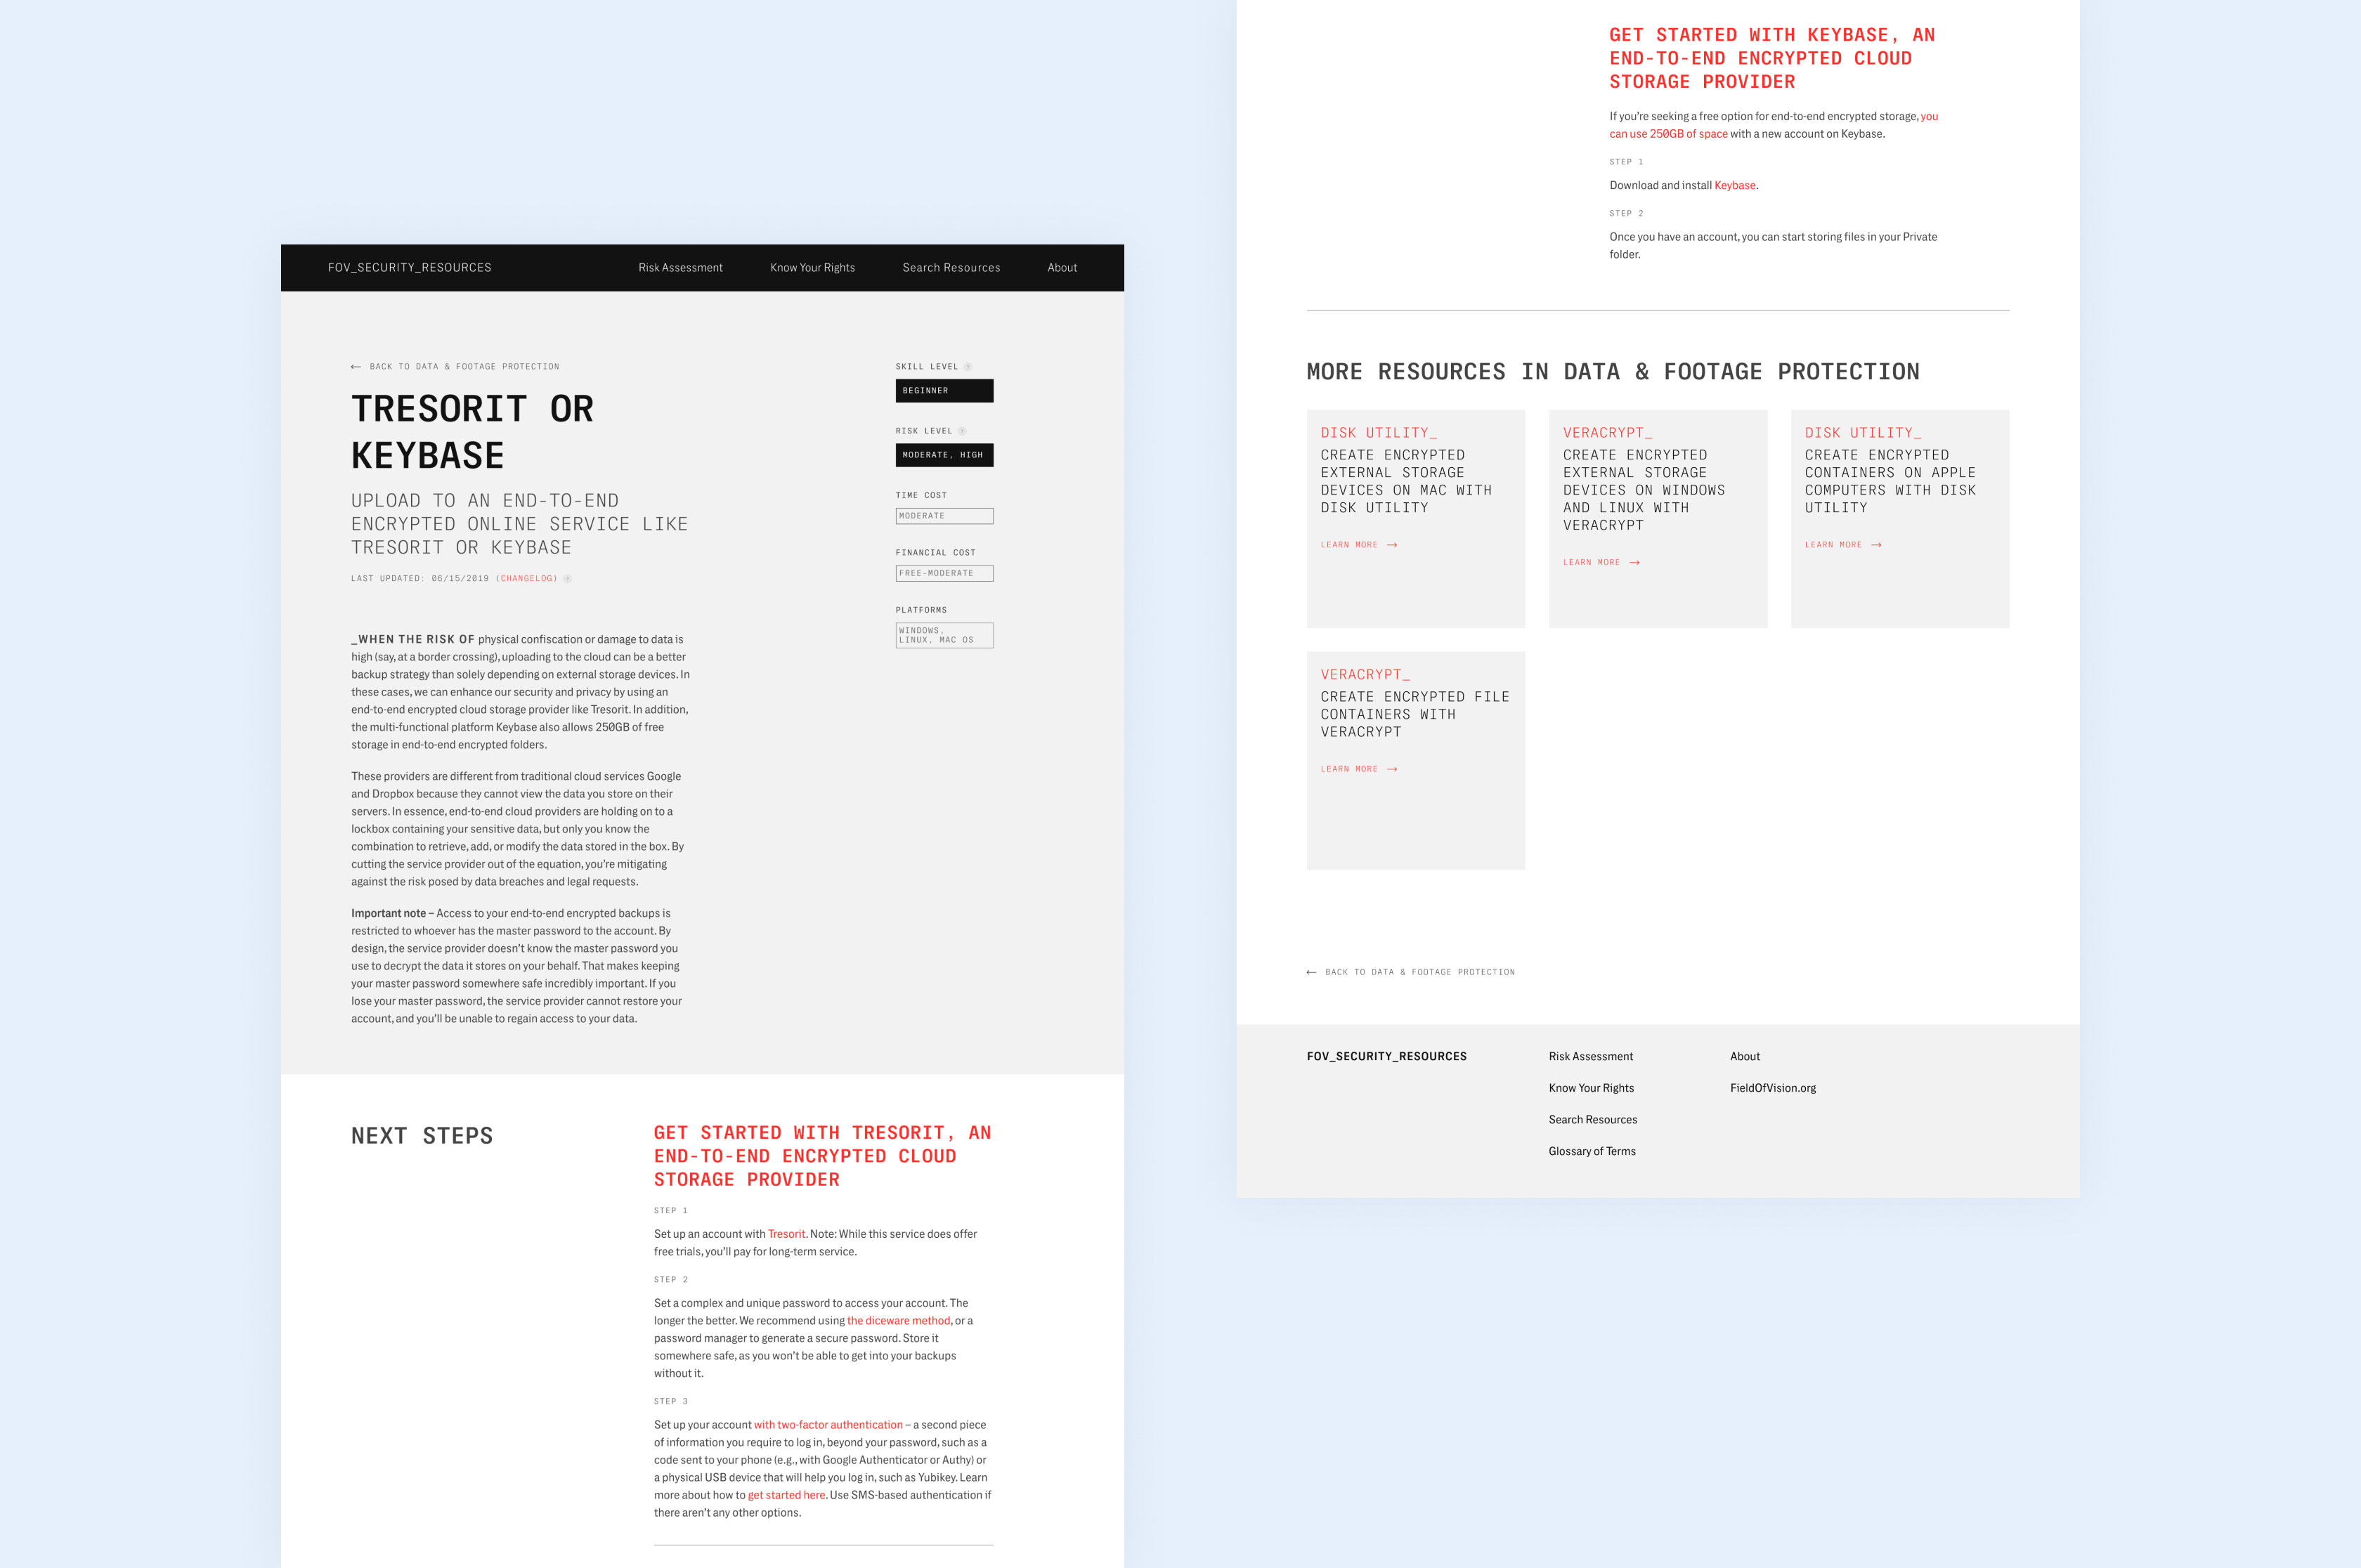 FOV_SECURITY_RESOURCES
Risk Assessment
Know Your Rights
Search Resources
About
← BACK TO DATA & FOOTAGE PROTECTION
TRESORIT OR
KEYBASE
UPLOAD TO AN END-TO-END
ENCRYPTED ONLINE SERVICE LIKE
TRESORIT OR KEYBASE
LAST UPDATED: 06/15/2019 (CHANGELOG)
_WHEN THE RISK OF physical confiscation or damage to data is
high (say, at a border crossing), uploading to the cloud can be a better
backup strategy than solely depending on external storage devices. In
these cases, we can enhance our security and privacy by using an
end-to-end encrypted cloud storage provider like Tresorit. In addition,
the multi-functional platform Keybase also allows 250GB of free
storage in end-to-end encrypted folders.
These providers are different from traditional cloud services Google
and Dropbox because they cannot view the data you store on their
servers. In essence, end-to-end cloud providers are holding on to a
lockbox containing your sensitive data, but only you know the
combination to retrieve, add, or modify the data stored in the box. By
cutting the service provider out of the equation, you're mitigating
against the risk posed by data breaches and legal requests.
Important note – Access to your end-to-end encrypted backups is
restricted to whoever has the master password to the account. By
design, the service provider doesn't know the master password you
use to decrypt the data it stores on your behalf. That makes keeping
your master password somewhere safe incredibly important. If you
lose your master password, the service provider cannot restore your
account, and you'll be unable to regain access to your data.
SKILL LEVEL
BEGINNER
RISK LEVEL
MODERATE, HIGH
TIME COST
MODERATE
FINANCIAL COST
FREE-MODERATE
PLATFORMS
WINDOWS,
LINUX, MAC OS
NEXT STEPS
GET STARTED WITH TRESORIT, AN
END-TO-END ENCRYPTED CLOUD
STORAGE PROVIDER
STEP 1
Set up an account with Tresorit. Note: While this service does offer
free trials, you'll pay for long-term service.
STEP 2
Set a complex and unique password to access your account. The
longer the better. We recommend using the diceware method, or a
password manager to generate a secure password. Store it
somewhere safe, as you won't be able to get into your backups
without it.
STEP 3
Set up your account with two-factor authentication – a second piece
of information you require to log in, beyond your password, such as a
code sent to your phone (e.g., with Google Authenticator or Authy) or
a physical USB device that will help you log in, such as Yubikey. Learn
more about how to get started here. Use SMS-based authentication if
there aren't any other options.
GET STARTED WITH KEYBASE, AN
END-TO-END ENCRYPTED CLOUD
STORAGE PROVIDER
If you're seeking a free option for end-to-end encrypted storage, you
can use 250GB of space with a new account on Keybase.
STEP 1
Download and install Keybase.
STEP 2
Once you have an account, you can start storing files in your Private
folder.
MORE RESOURCES IN DATA & FOOTAGE PROTECTION
DISK UTILITY_
CREATE ENCRYPTED
EXTERNAL STORAGE
DEVICES ON MAC WITH
DISK UTILITY
LEARN MORE →
VERACRYPT_
CREATE ENCRYPTED
EXTERNAL STORAGE
DEVICES ON WINDOWS
AND LINUX WITH
VERACRYPT
LEARN MORE →
DISK UTILITY_
CREATE ENCRYPTED
CONTAINERS ON APPLE
COMPUTERS WITH DISK
UTILITY
LEARN MORE →
VERACRYPT_
CREATE ENCRYPTED FILE
CONTAINERS WITH
VERACRYPT
LEARN MORE →
← BACK TO DATA & FOOTAGE PROTECTION
FOV_SECURITY_RESOURCES
Risk Assessment
Know Your Rights
Search Resources
Glossary of Terms
About
FieldOfVision.org